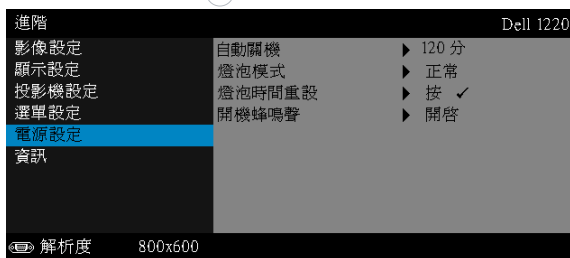 進階 Dell 1220
影像設定 自動關機 120 分
顯示設定 燈泡模式 正常
投影機設定 燈泡時間重設 按 ✓
選單設定 開機蜂鳴聲 開啓
電源設定
資訊
解析度 800x600